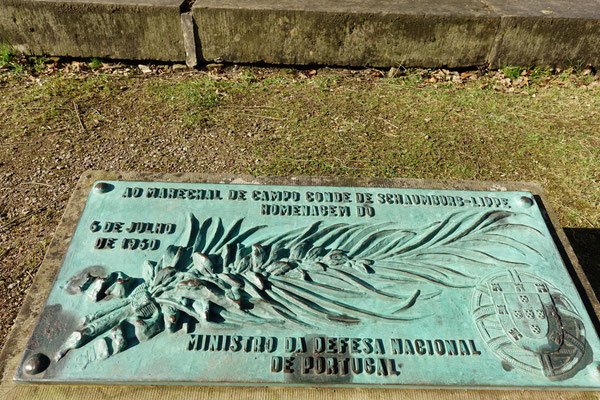 AO MARECHAL DE CAMPO CONDE DE SCHAUMBURG-LIPPE
HOMENAGEM DO
6 DE JULHO
DE 1960
MINISTRO DA DEFESA NACIONAL
DE PORTUGAL